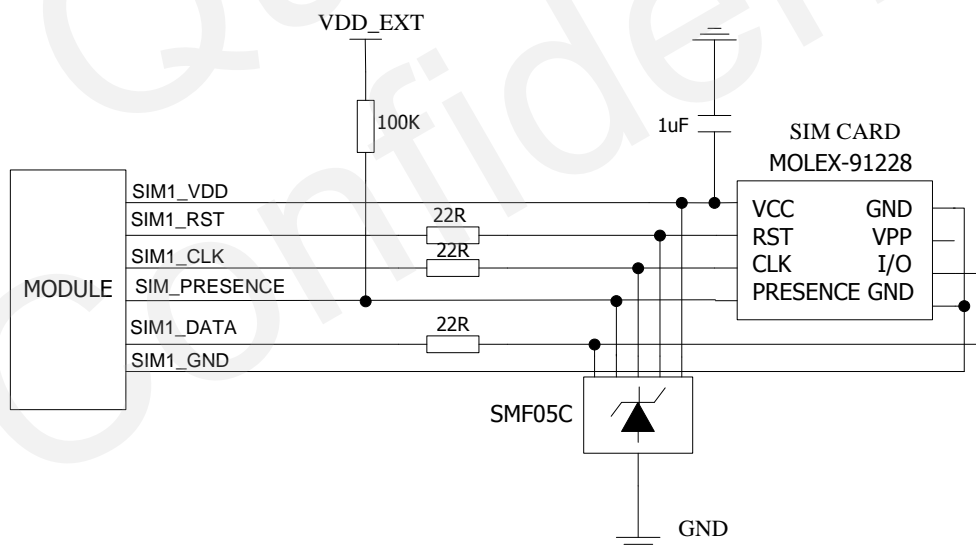 VDD_EXT
100K
1uF
SIM CARD
MOLEX-91228
MODULE
SIM1_VDD
SIM1_RST
SIM1_CLK
SIM_PRESENCE
SIM1_DATA
SIM1_GND
22R
22R
22R
VCC GND
RST VPP
CLK I/O
PRESENCE GND
SMF05C
GND